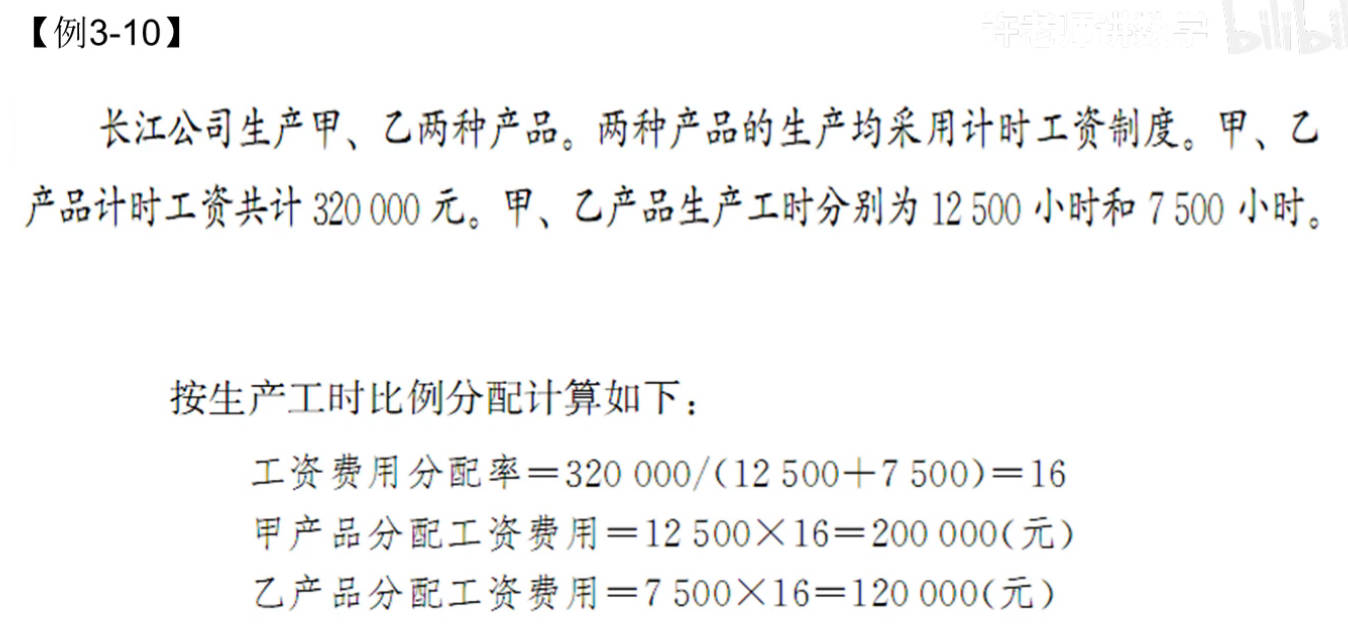 【例3-10】
许老师讲数学 bilibili
长江公司生产甲、乙两种产品。两种产品的生产均采用计时工资制度。甲、乙
产品计时工资共计 320 000 元。甲、乙产品生产工时分别为 12 500 小时和 7 500 小时。
按生产工时比例分配计算如下：
工资费用分配率＝320 000/(12 500＋7 500)＝16
甲产品分配工资费用＝12 500×16＝200 000(元)
乙产品分配工资费用＝7 500×16＝120 000(元)